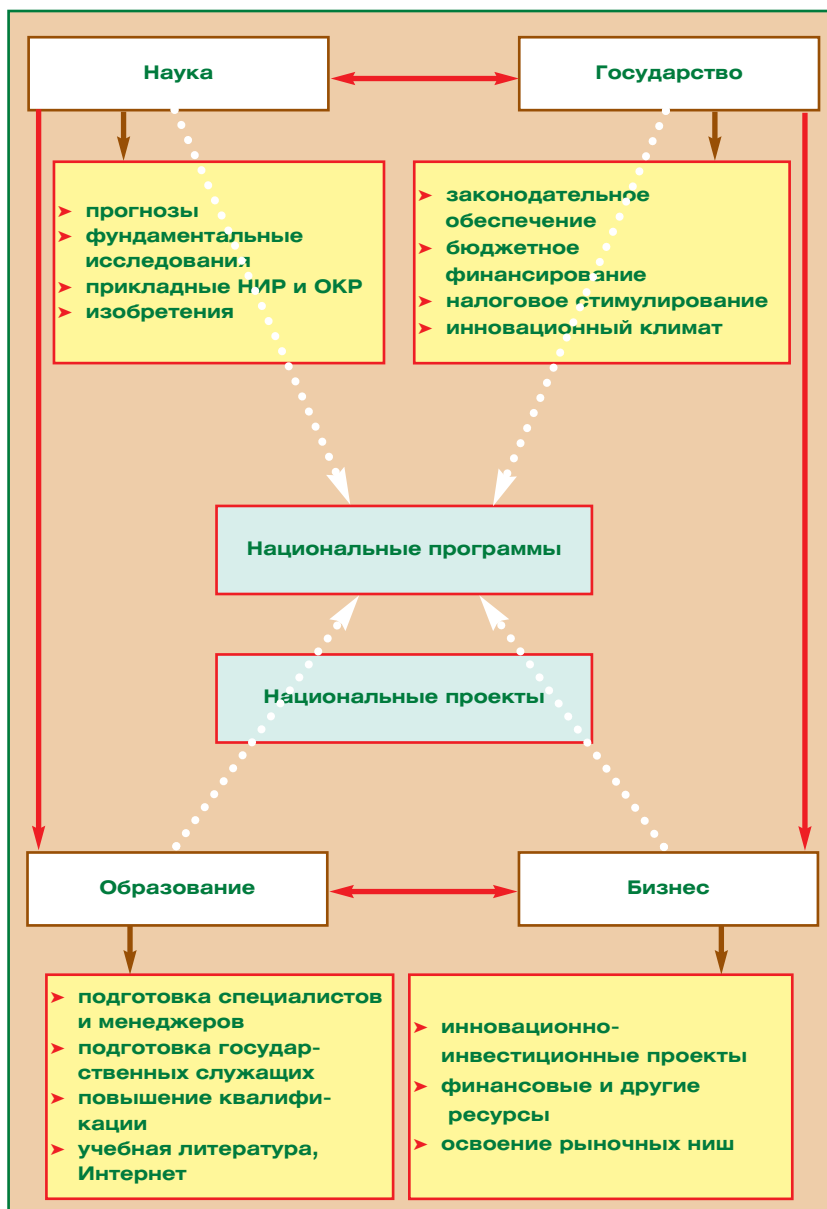 Наука
Государство
➤ прогнозы
➤ фундаментальные
исследования
➤ прикладные НИР и ОКР
➤ изобретения
➤ законодательное
обеспечение
➤ бюджетное
финансирование
➤ налоговое стимулирование
➤ инновационный климат
Национальные программы
Национальные проекты
Образование
Бизнес
➤ подготовка специалистов
и менеджеров
➤ подготовка государ-
ственных служащих
➤ повышение квалифи-
кации
➤ учебная литература,
Интернет
➤ инновационно-
инвестиционные проекты
➤ финансовые и другие
ресурсы
➤ освоение рыночных ниш